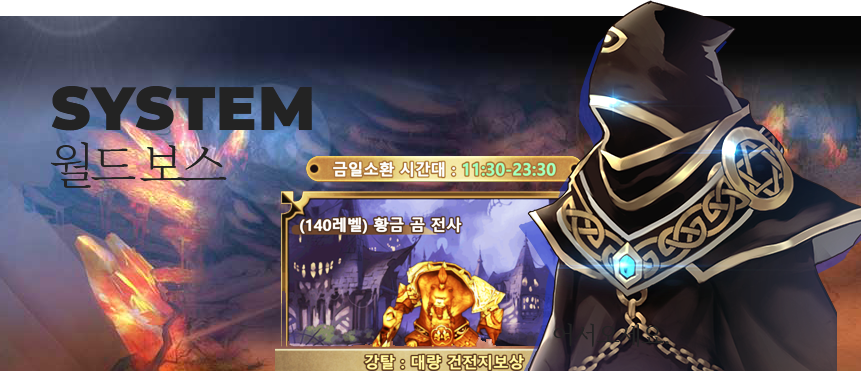 SYSTEM
월드 보스
금일소환 시간대 : 11:30-23:30
(140레벨) 황금 곰 전사
강탈 : 대량 건전지보상